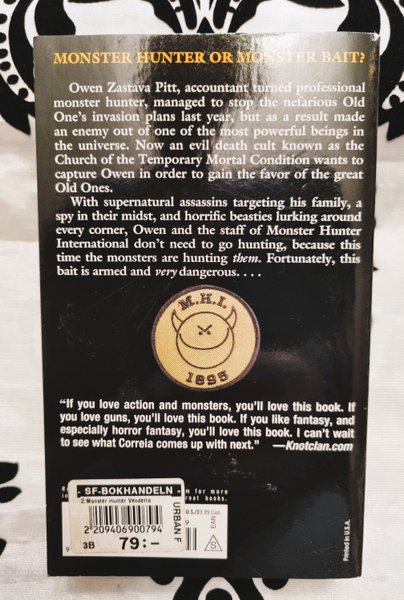 MONSTER HUNTER OR MONSTER BAIT?
Owen Zastava Pitt, accountant turned professional
monster hunter, managed to stop the nefarious Old
One's invasion plans last year, but as a result made
an enemy out of one of the most powerful beings in
the universe. Now an evil death cult known as the
Church of the Temporary Mortal Condition wants to
capture Owen in order to gain the favor of the great
Old Ones.
With supernatural assassins targeting his family, a
spy in their midst, and horrific beasties lurking around
every corner, Owen and the staff of Monster Hunter
International don't need to go hunting, because this
time the monsters are hunting them. Fortunately, this
bait is armed and very dangerous. . . .
M.H.I.
1895
“If you love action and monsters, you'll love this book. If
you love guns, you'll love this book. If you like fantasy, and
especially horror fantasy, you'll love this book. I can't wait
to see what Correia comes up with next.” —Knotclan.com
m for more
reat books.
- SF-BOKHANDELN -
2:Monster Hunter Vendetta
2 209406 900794
3B 79:-
URBAN F
U.S./$9.99 Can.
EAN
S
Printed in U.S.A.